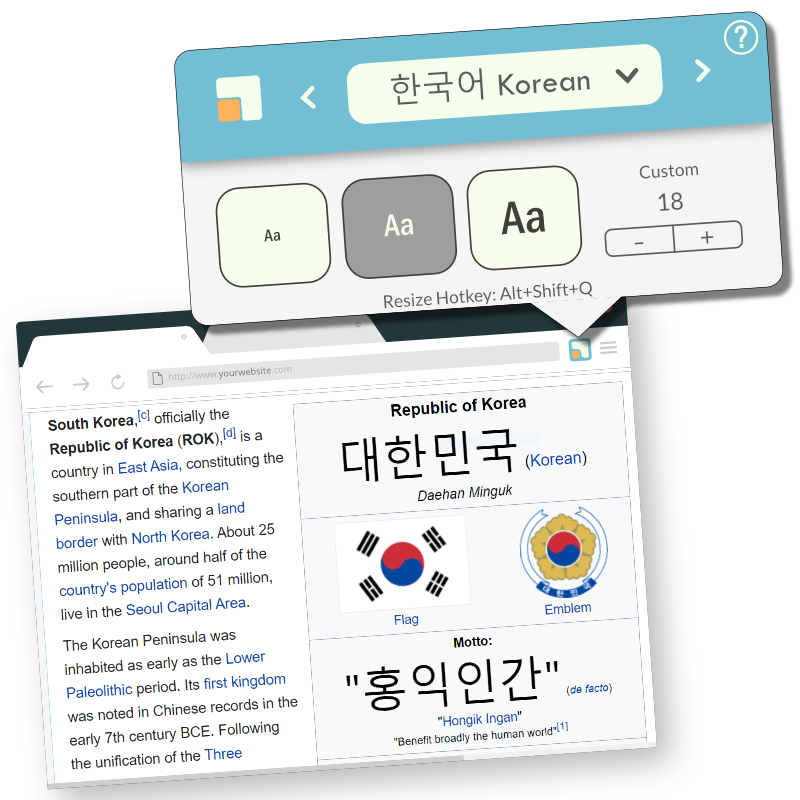 ?
한국어 Korean
Custom
18
Aa Aa Aa
- +
Resize Hotkey: Alt+Shift+Q
http://www.yourwebsite.com
South Korea,[c] officially the
Republic of Korea (ROK),[d] is a
country in East Asia, constituting the
southern part of the Korean
Peninsula, and sharing a land
border with North Korea. About 25
million people, around half of the
country's population of 51 million,
live in the Seoul Capital Area.
The Korean Peninsula was
inhabited as early as the Lower
Paleolithic period. Its first kingdom
was noted in Chinese records in the
early 7th century BCE. Following
the unification of the Three
Republic of Korea
대한민국 (Korean)
Daehan Minguk
대한민국
Flag Emblem
Motto:
"홍익인간" (de facto)
"Hongik Ingan"
"Benefit broadly the human world"[1]